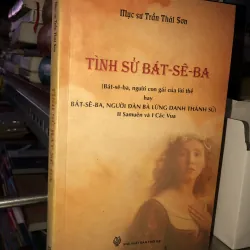 Mục sư Trần Thái Sơn
TÌNH SỬ BÁT-SÊ-BA
(Bát-sê-ba, người con gái của lời thề
hay
BÁT-SÊ-BA, NGƯỜI ĐÀN BÀ LỪNG DANH THÁNH SỬ)
II Samuên và I Các Vua